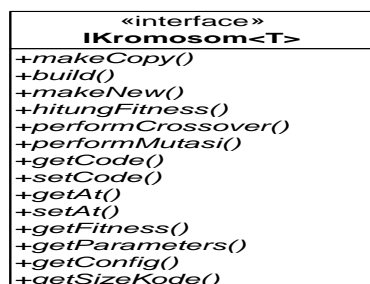 «interface»
IKromosom<T>
+makeCopy()
+build()
+makeNew()
+hitungFitness()
+performCrossover()
+performMutasi()
+getCode()
+setCode()
+getAt()
+setAt()
+getFitness()
+getParameters()
+getConfig()
+getSizeKode()